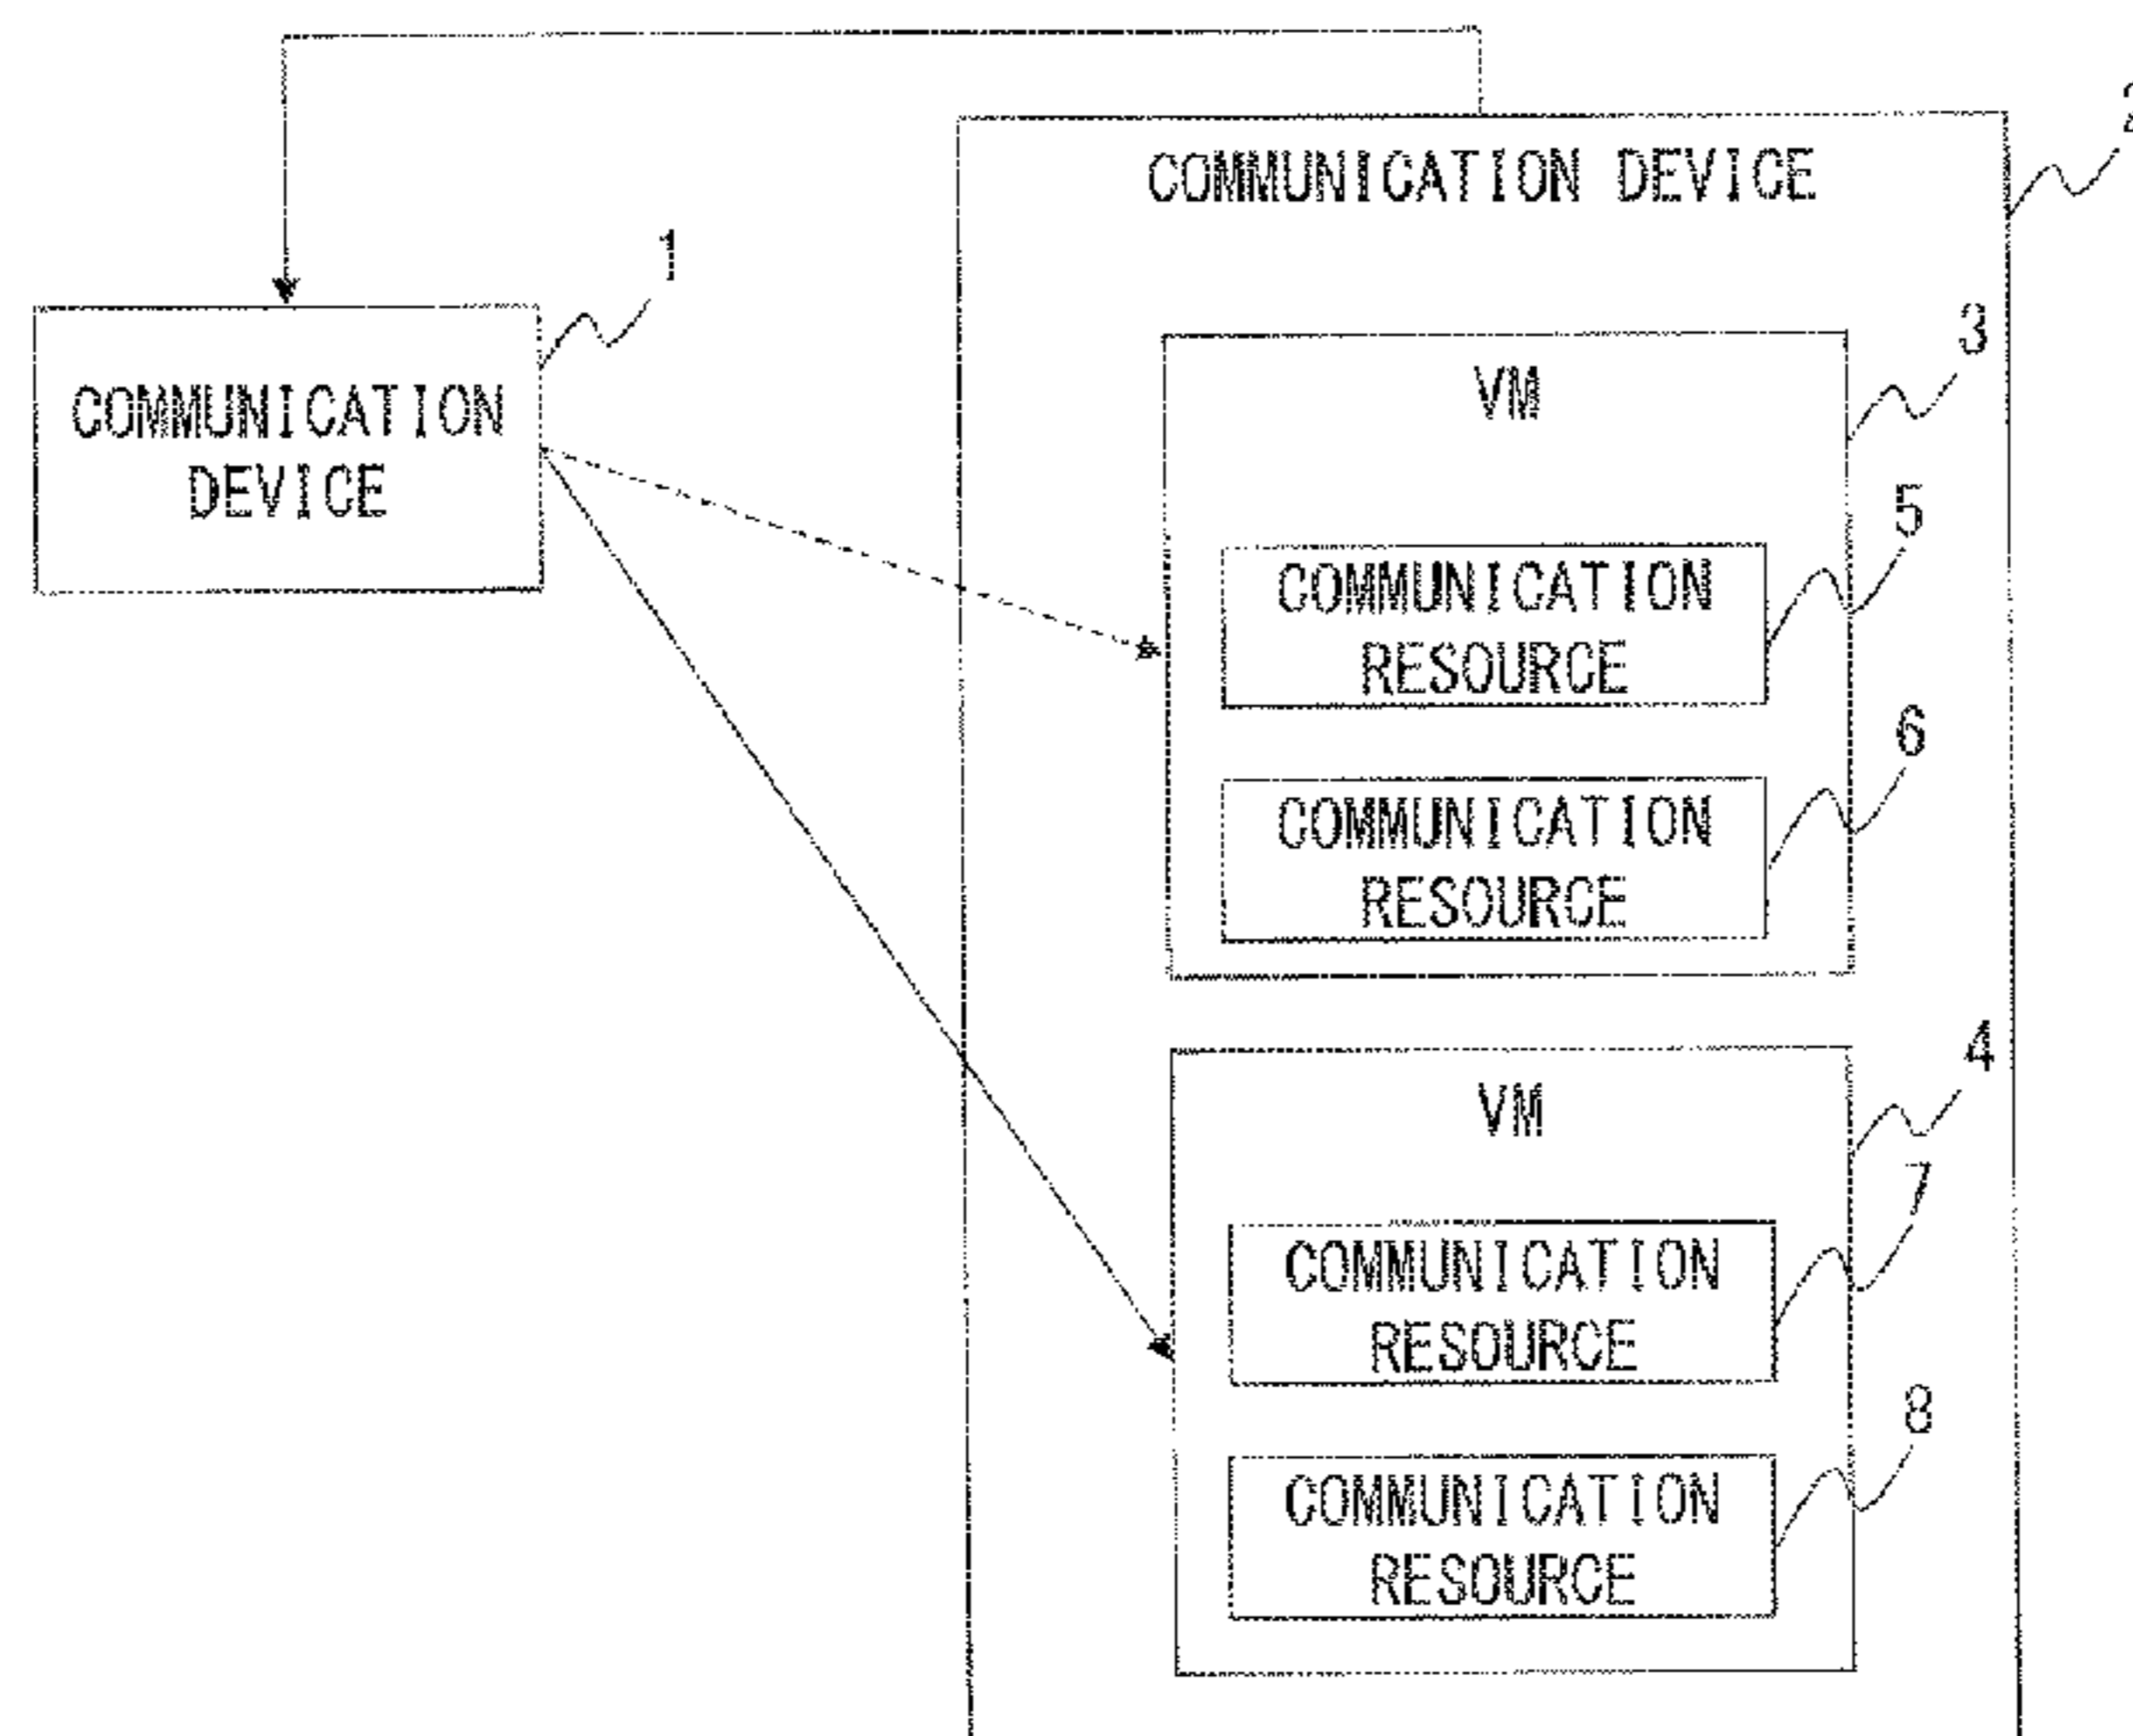 2
COMMUNICATION DEVICE
1
3
VM
COMMUNICATION
DEVICE
5
COMMUNICATION
RESOURCE
6
COMMUNICATION
RESOURCE
4
VM
7
COMMUNICATION
RESOURCE
8
COMMUNICATION
RESOURCE